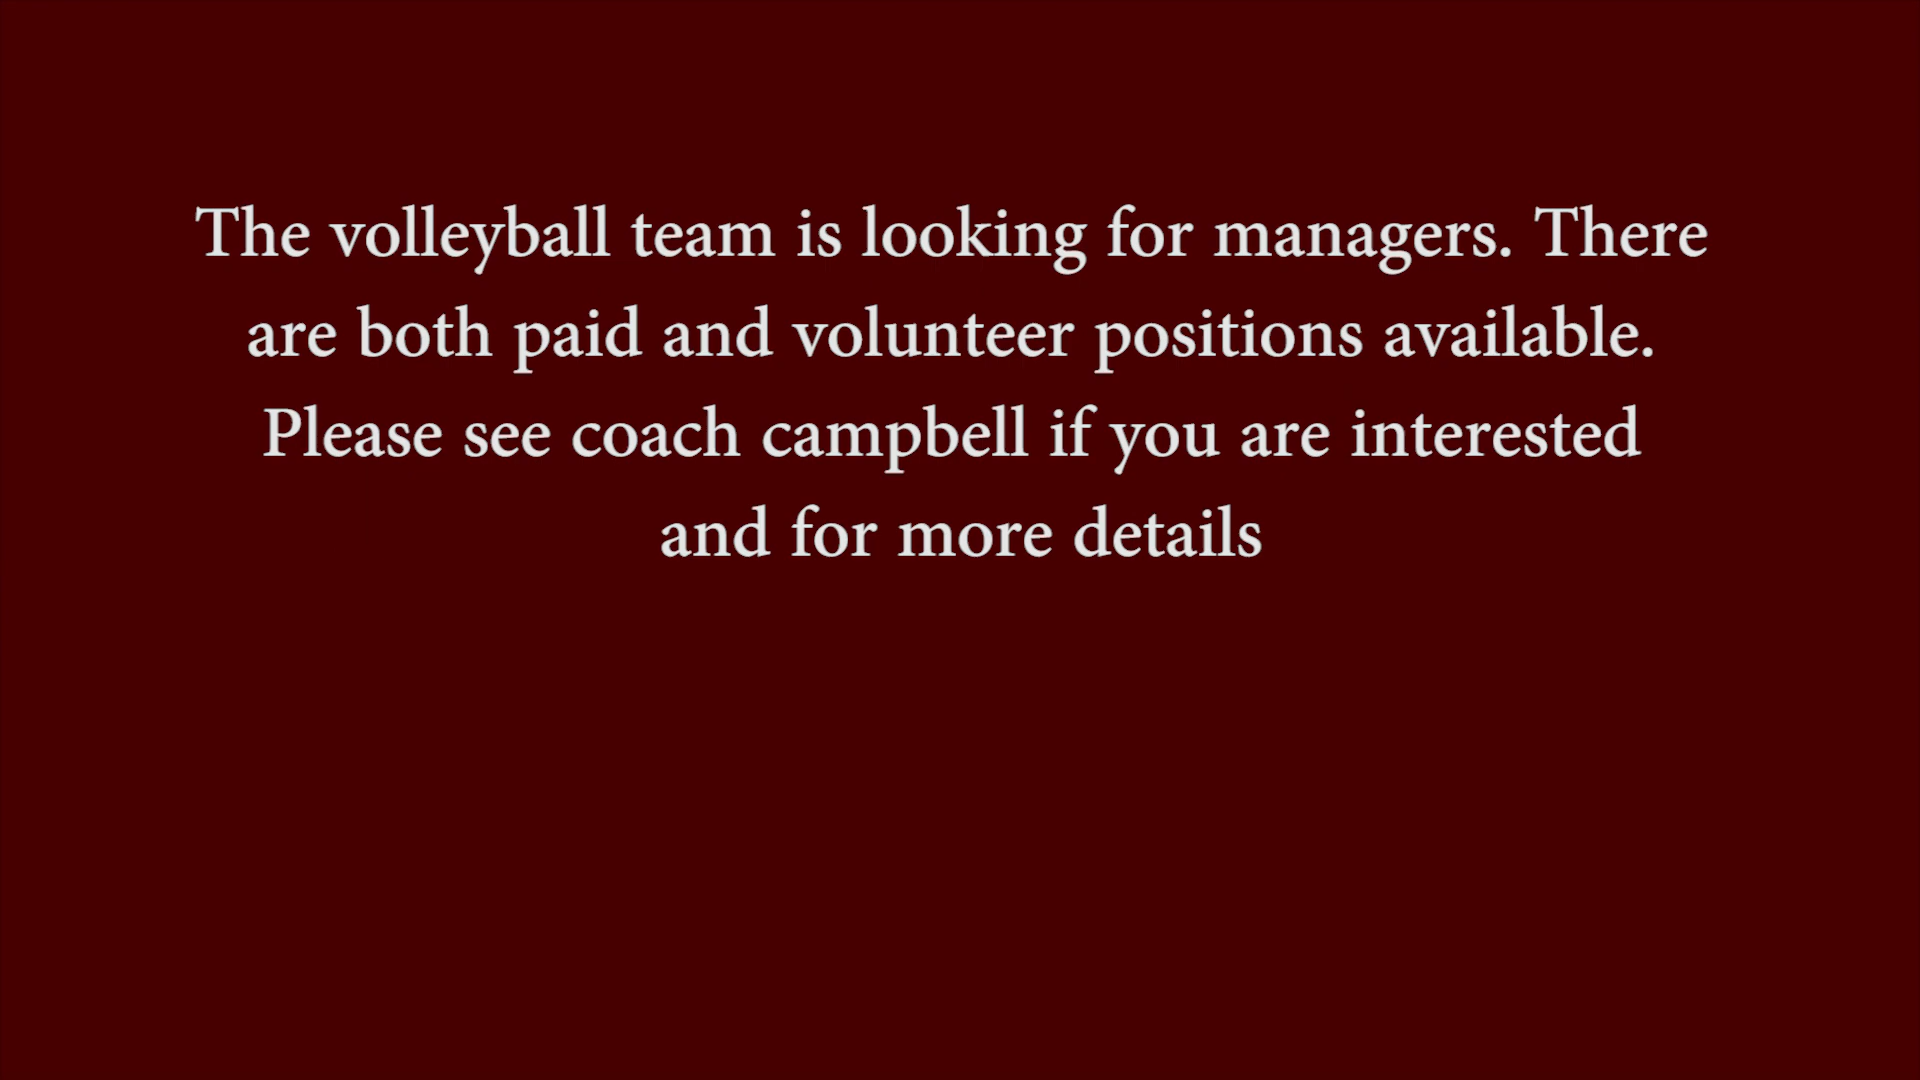 The volleyball team is looking for managers. There
are both paid and volunteer positions available.
Please see coach campbell if you are interested
and for more details